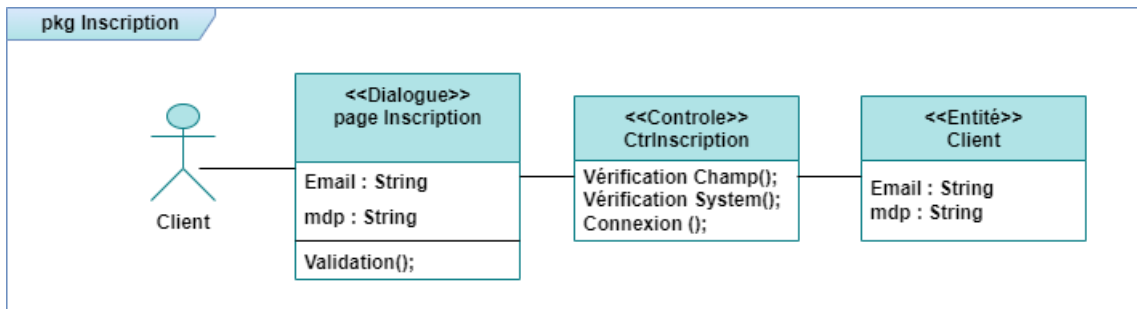 pkg Inscription
Client
<<Dialogue>>
page Inscription
Email : String
mdp : String
Validation();
<<Controle>>
CtrInscription
Vérification Champ();
Vérification System();
Connexion ();
<<Entité>>
Client
Email : String
mdp : String